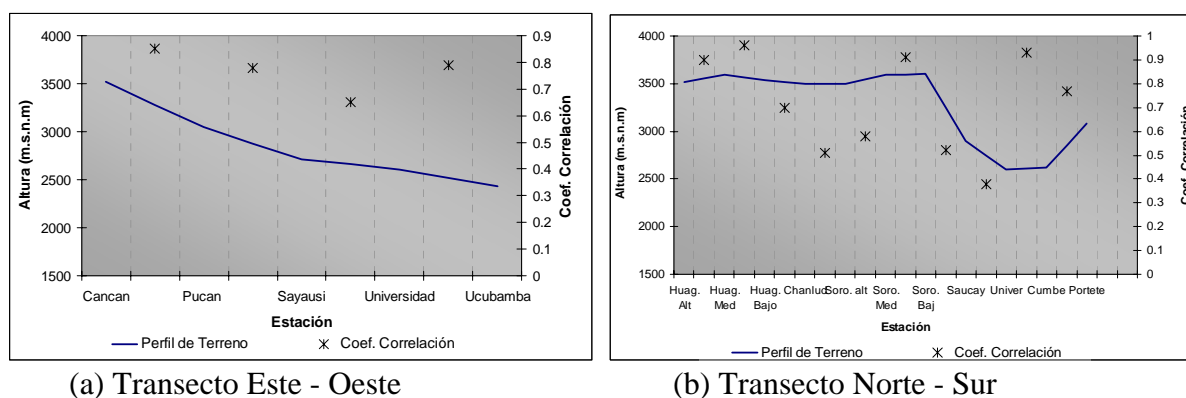 4000
3500
3000
2500
2000
1500
Altura (m.s.n.m)
0.9
0.8
0.7
0.6
0.5
0.4
0.3
0.2
0.1
0
Coef. Correlación
Cancan Pucan Sayausi Universidad Ucubamba
Estación
Perfil de Terreno Coef. Correlación
(a) Transecto Este - Oeste
4000
3500
3000
2500
2000
1500
Altura (m.s.n.m)
1
0.9
0.8
0.7
0.6
0.5
0.4
0.3
0.2
0.1
0
Coef. Correlación
Huag. Huag. Huag. Chanlud Soro. alt Soro. Soro. Saucay Univer Cumbe Portete
Alt Med Bajo Med Baj
Estación
Perfil de Terreno Coef. Correlación
(b) Transecto Norte - Sur